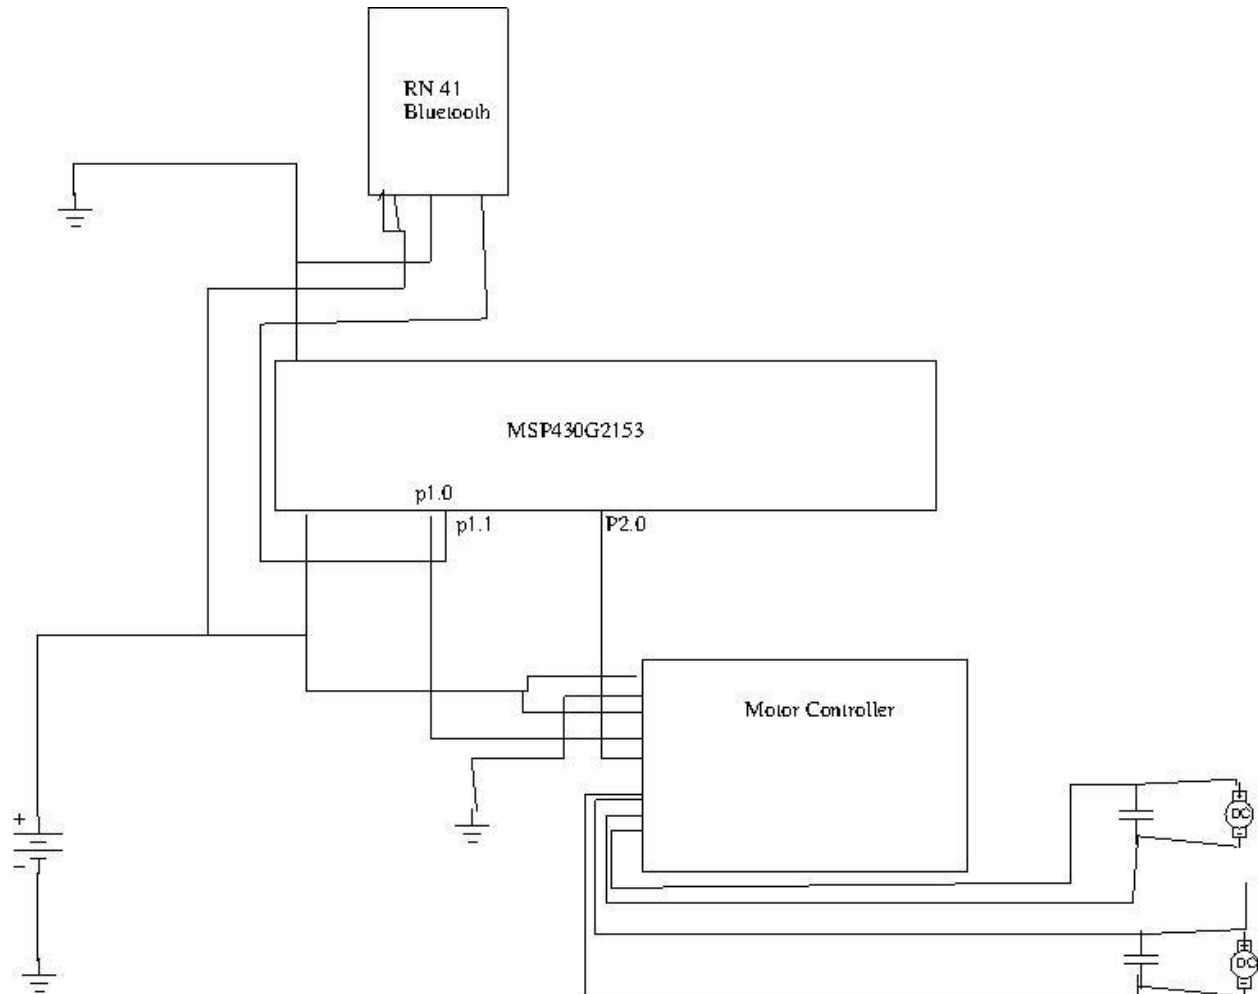 RN 41
Bluetooth
MSP430G2153
p1.0
p1.1
P2.0
Motor Controller
+
-
+
DC
-
+
DC
-